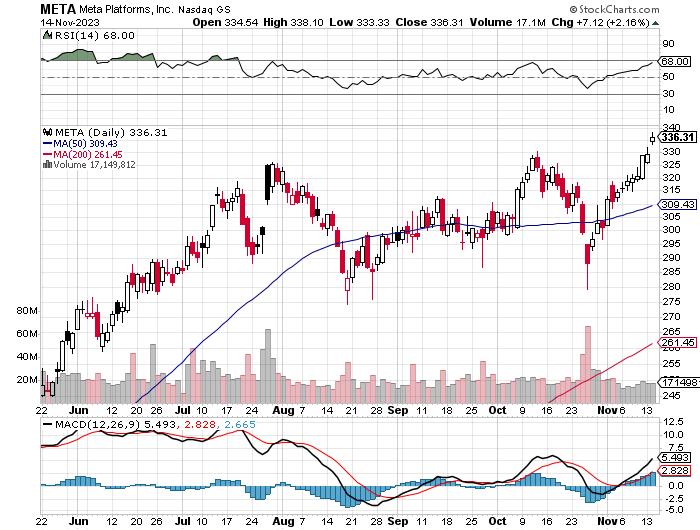 META Meta Platforms, Inc. Nasdaq GS © StockCharts.com
14-Nov-2023 Open 334.54 High 338.10 Low 333.33 Close 336.31 Volume 17.1M Chg +7.12 (+2.16%)
RSI(14) 68.00
90
68.00
50
30
10
META (Daily) 336.31
MA(50) 309.43
MA(200) 261.45
Volume 17,149,812
340
336.31
330
325
320
315
309.43
305
300
295
290
285
280
275
270
265
261.45
255
250
245
80M
60M
40M
20M
17149812
22 Jun 12 20 26 Jul 10 17 24 Aug 7 14 21 28 Sep 11 18 25 Oct 9 16 23 Nov 6 13
MACD(12,26,9) 5.493, 2.828, 2.665
12.5
10.0
7.5
5.493
2.828
0.0
-2.5
-5.0
22 Jun 12 20 26 Jul 10 17 24 Aug 7 14 21 28 Sep 11 18 25 Oct 9 16 23 Nov 6 13